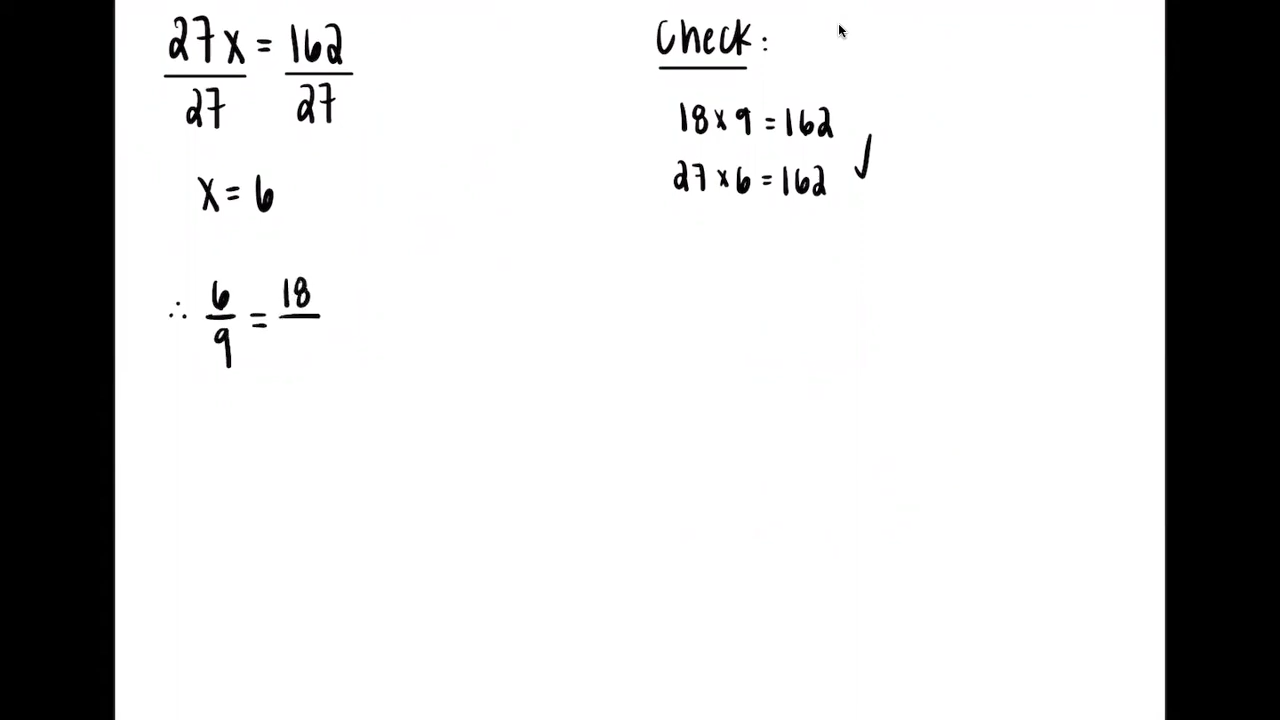 27x = 162
27 27
x = 6
∴ 6/9 = 18/
Check:
18 x 9 = 162
27 x 6 = 162 ✓